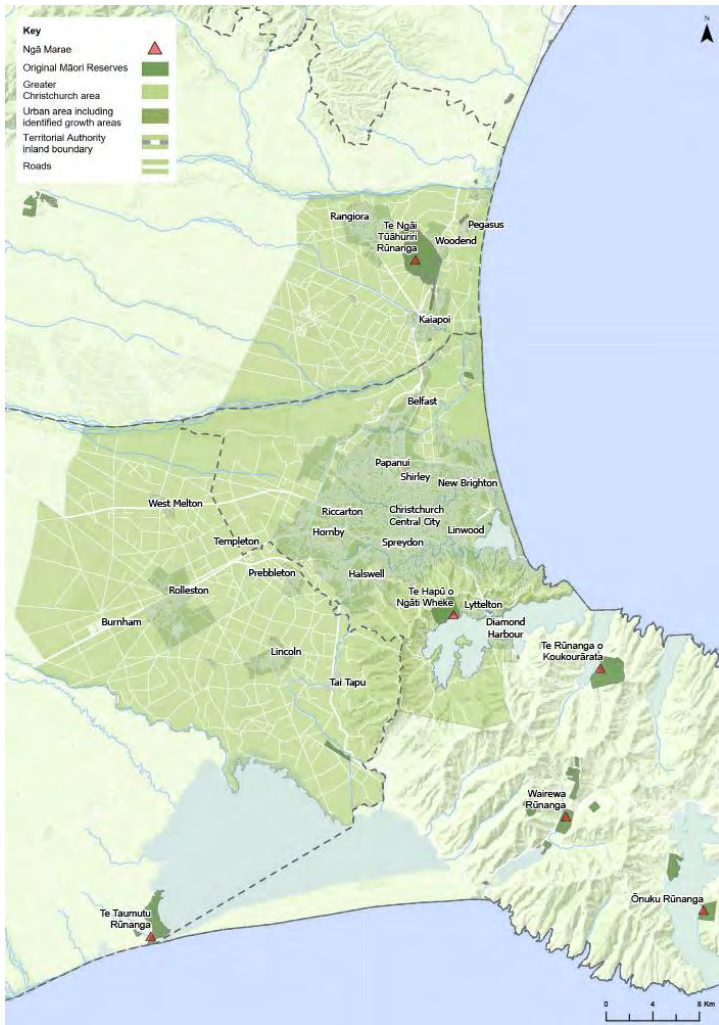 Key
Ngā Marae
Original Māori Reserves
Greater
Christchurch area
Urban area including
identified growth areas
Territorial Authority
inland boundary
Roads
N
Rangiora
Te Ngāi
Tūāhuriri
Rūnanga
Pegasus
Woodend
Kaiapoi
Belfast
Papanui
Shirley
New Brighton
West Melton
Riccarton
Christchurch
Central City
Hornby
Linwood
Templeton
Spreydon
Prebbleton
Halswell
Rolleston
Te Hapū o
Ngāti Wheke
Lyttelton
Burnham
Diamond
Harbour
Lincoln
Te Rūnanga o
Koukourārata
Tai Tapu
Wairewa
Rūnanga
Ōnuku Rūnanga
Te Taumutu
Rūnanga
0 4 8 Km